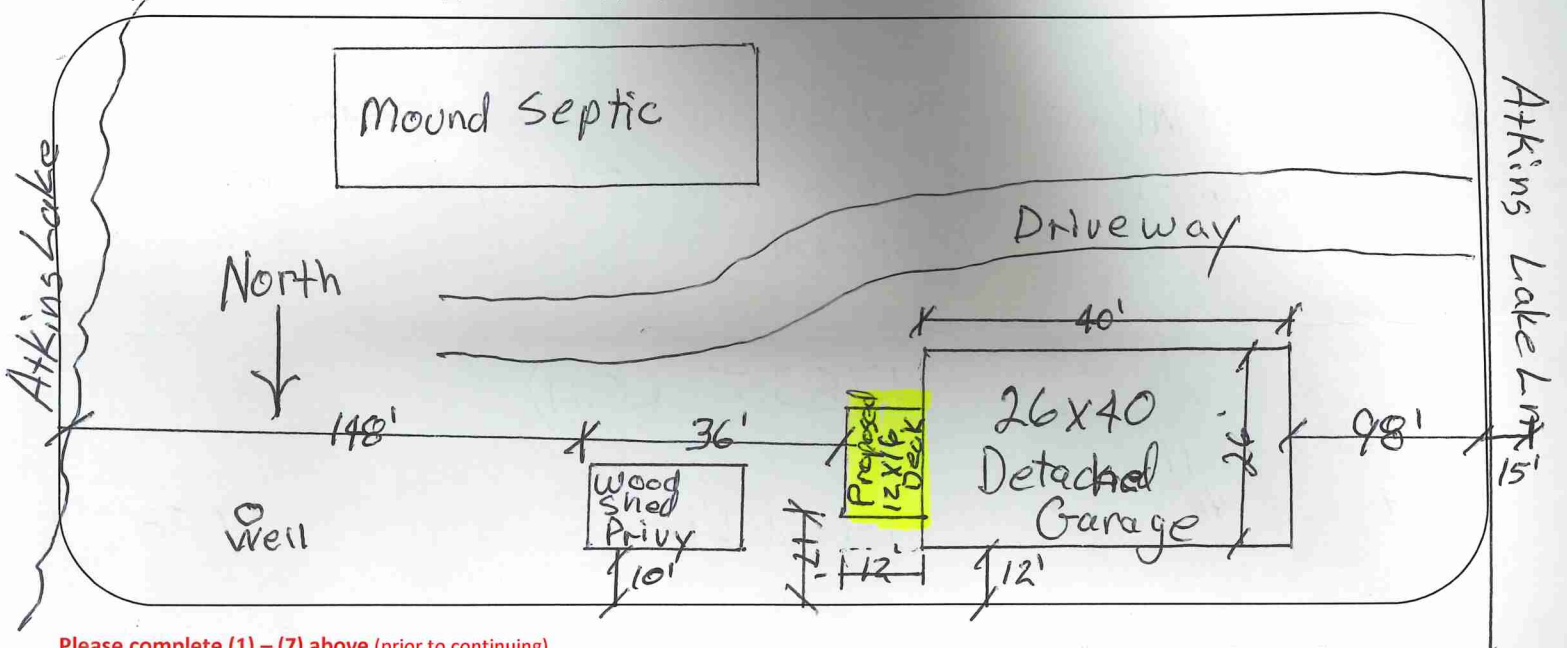 Mound Septic
Atkins Lake
Atkins Lake Ln
Driveway
North
40'
148'
36'
Proposed
12x16
Deck
26x40
Detached
Garage
26'
98'
15'
Wood
Shed
Privy
Well
10'
12'
12'
Please complete (1) – (7) above (prior to continuing)